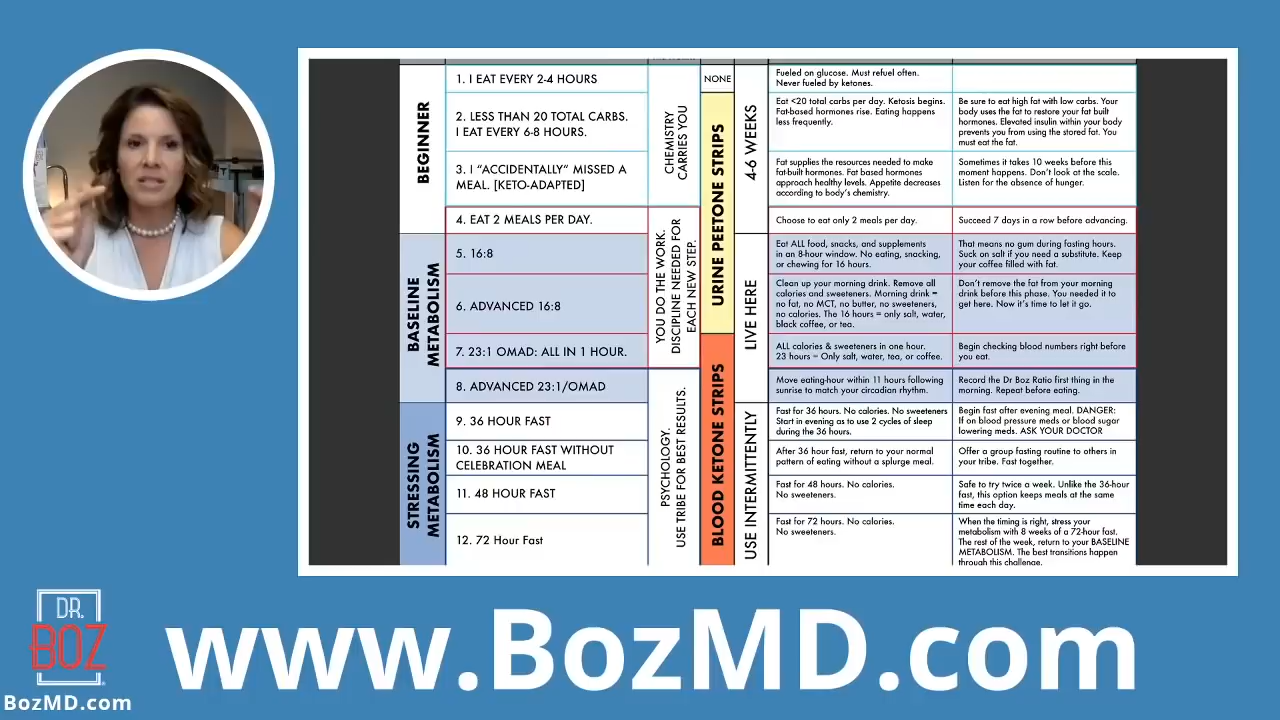 BEGINNER
1. I EAT EVERY 2-4 HOURS
NONE
Fueled on glucose. Must refuel often.
Never fueled by ketones.
2. LESS THAN 20 TOTAL CARBS.
I EAT EVERY 6-8 HOURS.
CHEMISTRY
CARRIES YOU
URINE PEETONE STRIPS
4-6 WEEKS
Eat <20 total carbs per day. Ketosis begins.
Fat-based hormones rise. Eating happens
less frequently.
Be sure to eat high fat with low carbs. Your
body uses the fat to restore your fat built
hormones. Elevated insulin within your body
prevents you from using the stored fat. You
must eat the fat.
3. I “ACCIDENTALLY” MISSED A
MEAL. [KETO-ADAPTED]
Fat supplies the resources needed to make
fat-built hormones. Fat based hormones
approach healthy levels. Appetite decreases
according to body's chemistry.
Sometimes it takes 10 weeks before this
moment happens. Don't look at the scale.
Listen for the absence of hunger.
4. EAT 2 MEALS PER DAY.
YOU DO THE WORK.
DISCIPLINE NEEDED FOR
EACH NEW STEP.
Choose to eat only 2 meals per day.
Succeed 7 days in a row before advancing.
BASELINE
METABOLISM
5. 16:8
LIVE HERE
Eat ALL food, snacks, and supplements
in an 8-hour window. No eating, snacking,
or chewing for 16 hours.
That means no gum during fasting hours.
Suck on salt if you need a substitute. Keep
your coffee filled with fat.
6. ADVANCED 16:8
Clean up your morning drink. Remove all
calories and sweeteners. Morning drink =
no fat, no MCT, no butter, no sweeteners,
no calories. The 16 hours = only salt, water,
black coffee, or tea.
Don't remove the fat from your morning
drink before this phase. You needed it to
get here. Now it's time to let it go.
7. 23:1 OMAD: ALL IN 1 HOUR.
BLOOD KETONE STRIPS
ALL calories & sweeteners in one hour.
23 hours = Only salt, water, tea, or coffee.
Begin checking blood numbers right before
you eat.
8. ADVANCED 23:1/OMAD
PSYCHOLOGY.
USE TRIBE FOR BEST RESULTS.
Move eating-hour within 11 hours following
sunrise to match your circadian rhythm.
Record the Dr Boz Ratio first thing in the
morning. Repeat before eating.
STRESSING
METABOLISM
9. 36 HOUR FAST
USE INTERMITTENTLY
Fast for 36 hours. No calories. No sweeteners
Start in evening as to use 2 cycles of sleep
during the 36 hours.
Begin fast after evening meal. DANGER:
If on blood pressure meds or blood sugar
lowering meds. ASK YOUR DOCTOR
10. 36 HOUR FAST WITHOUT
CELEBRATION MEAL
After 36 hour fast, return to your normal
pattern of eating without a splurge meal.
Offer a group fasting routine to others in
your tribe. Fast together.
11. 48 HOUR FAST
Fast for 48 hours. No calories.
No sweeteners.
Safe to try twice a week. Unlike the 36-hour
fast, this option keeps meals at the same
time each day.
12. 72 Hour Fast
Fast for 72 hours. No calories.
No sweeteners.
When the timing is right, stress your
metabolism with 8 weeks of a 72-hour fast.
The rest of the week, return to your BASELINE
METABOLISM. The best transitions happen
through this challenge.
DR.
BOZ
BozMD.com
www.BozMD.com